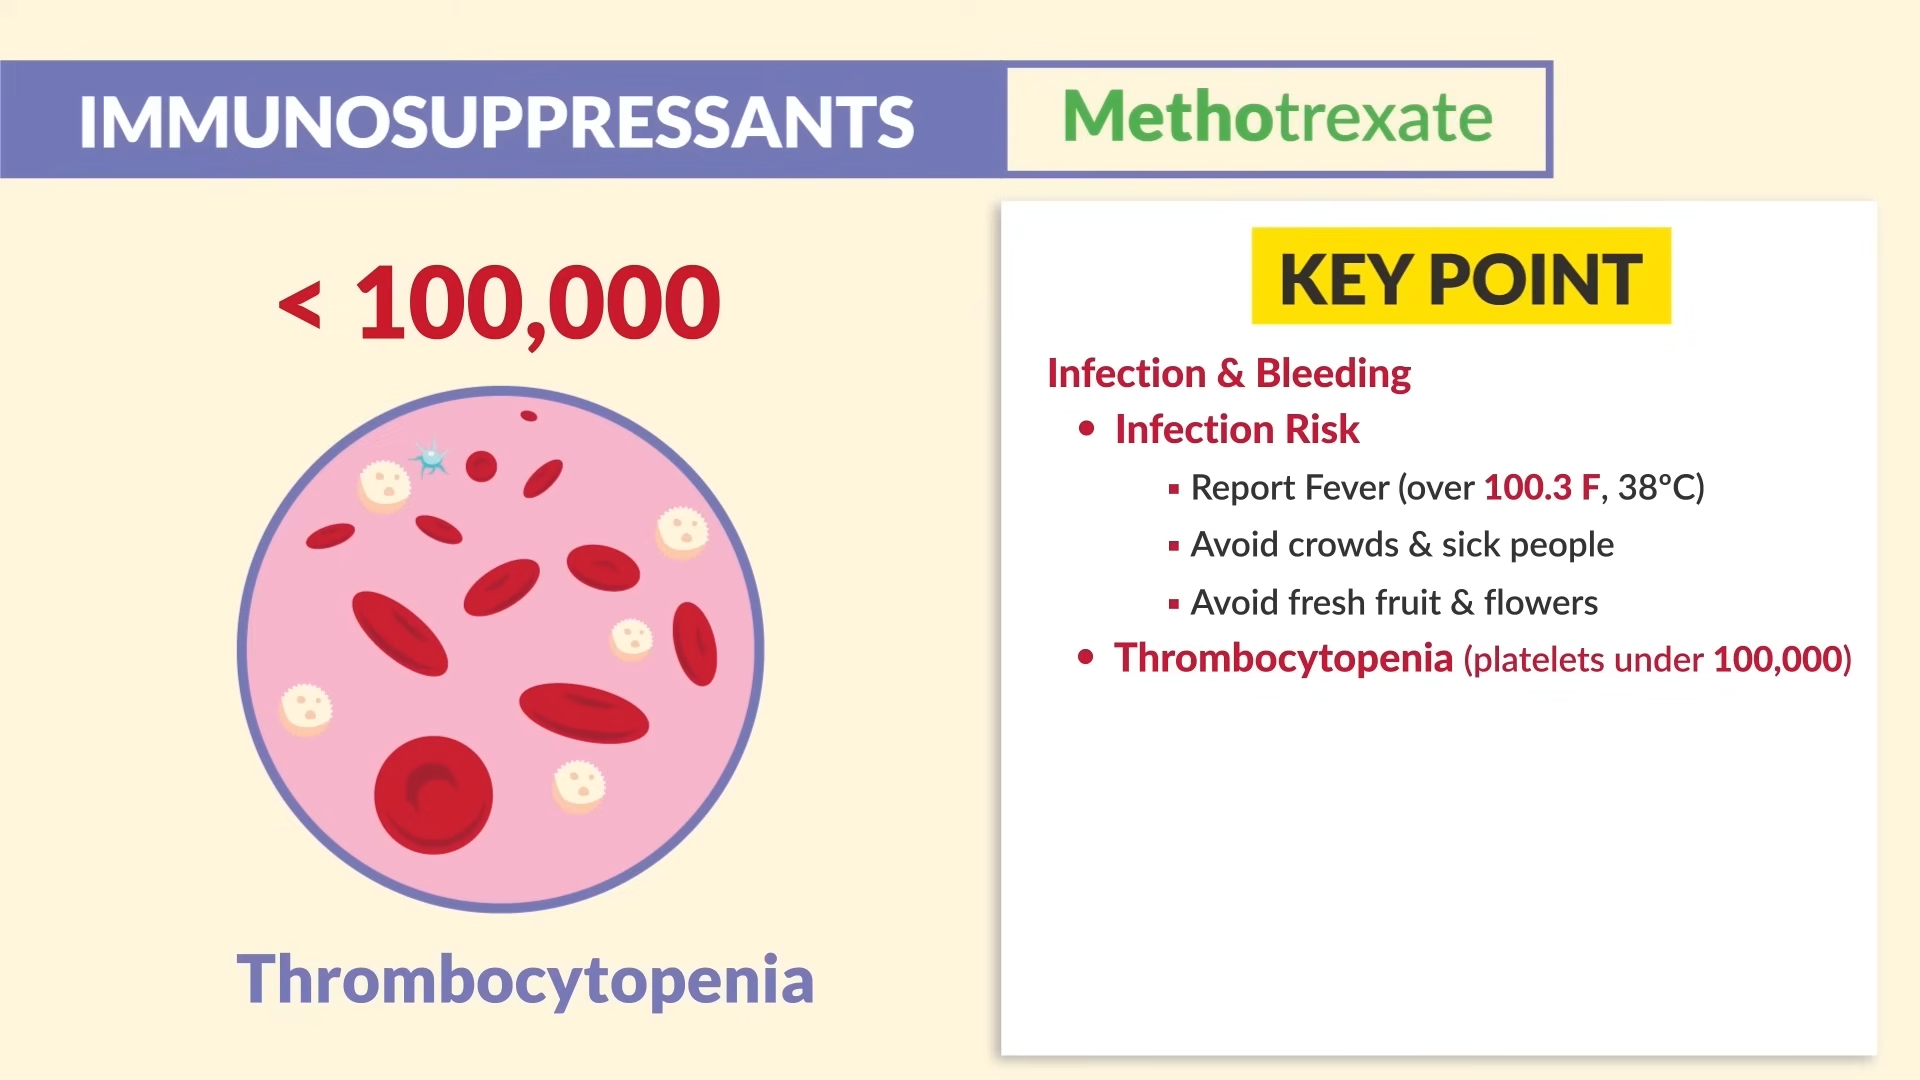 IMMUNOSUPPRESSANTS
Methotrexate
< 100,000
Thrombocytopenia
KEY POINT
Infection & Bleeding
• Infection Risk
▪ Report Fever (over 100.3 F, 38°C)
▪ Avoid crowds & sick people
▪ Avoid fresh fruit & flowers
• Thrombocytopenia (platelets under 100,000)